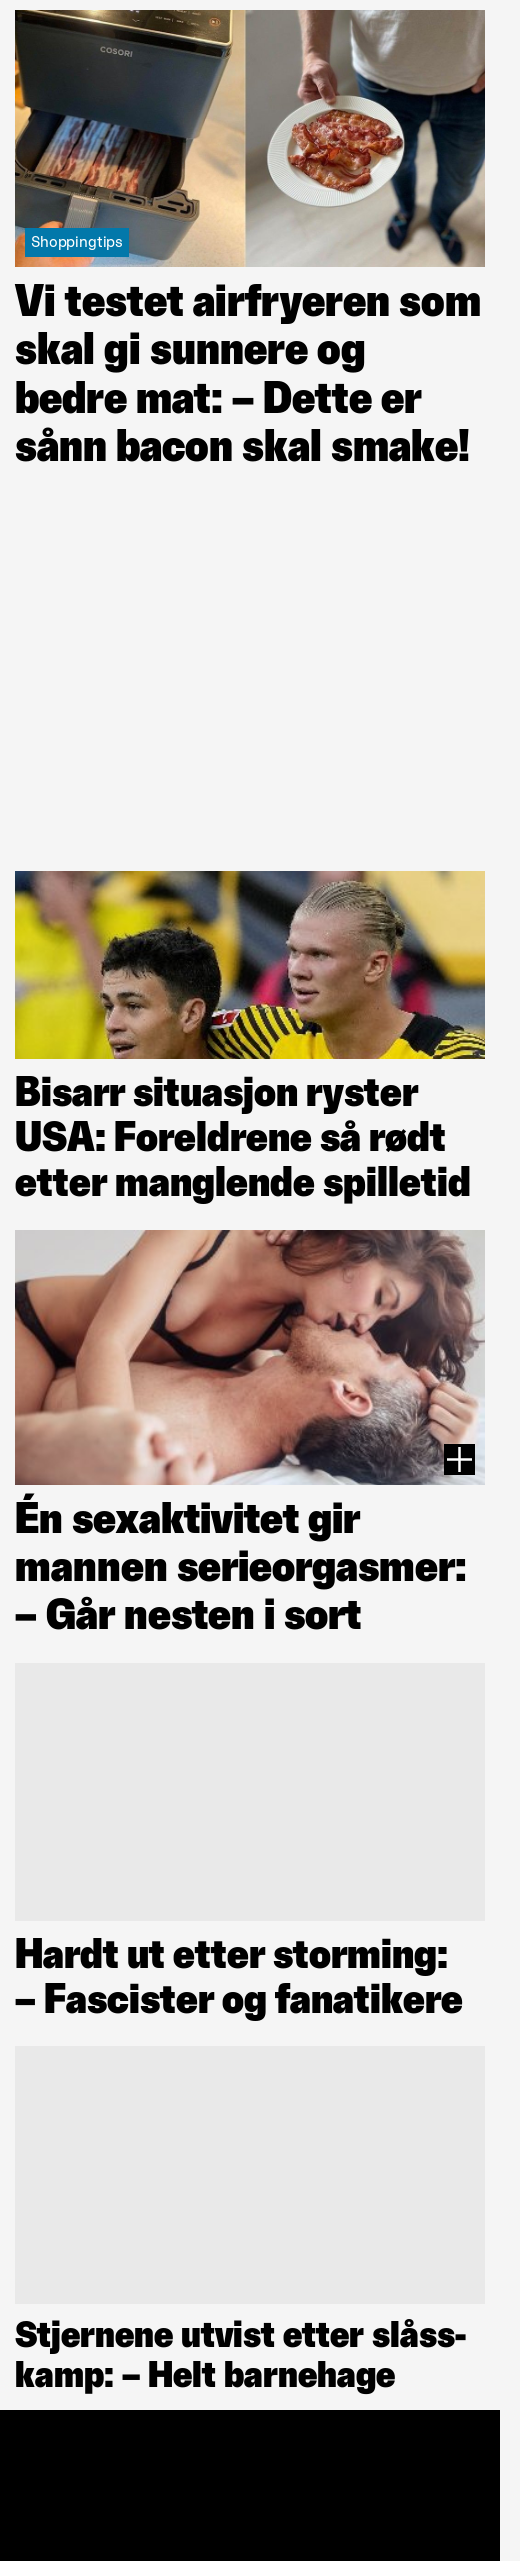 COSORI
Shoppingtips
Vi testet airfryeren som
skal gi sunnere og
bedre mat: – Dette er
sånn bacon skal smake!
Bisarr situasjon ryster
USA: Foreldrene så rødt
etter manglende spilletid
Én sexaktivitet gir
mannen serieorgasmer:
– Går nesten i sort
Hardt ut etter storming:
– Fascister og fanatikere
Stjernene utvist etter slåss-
kamp: – Helt barnehage